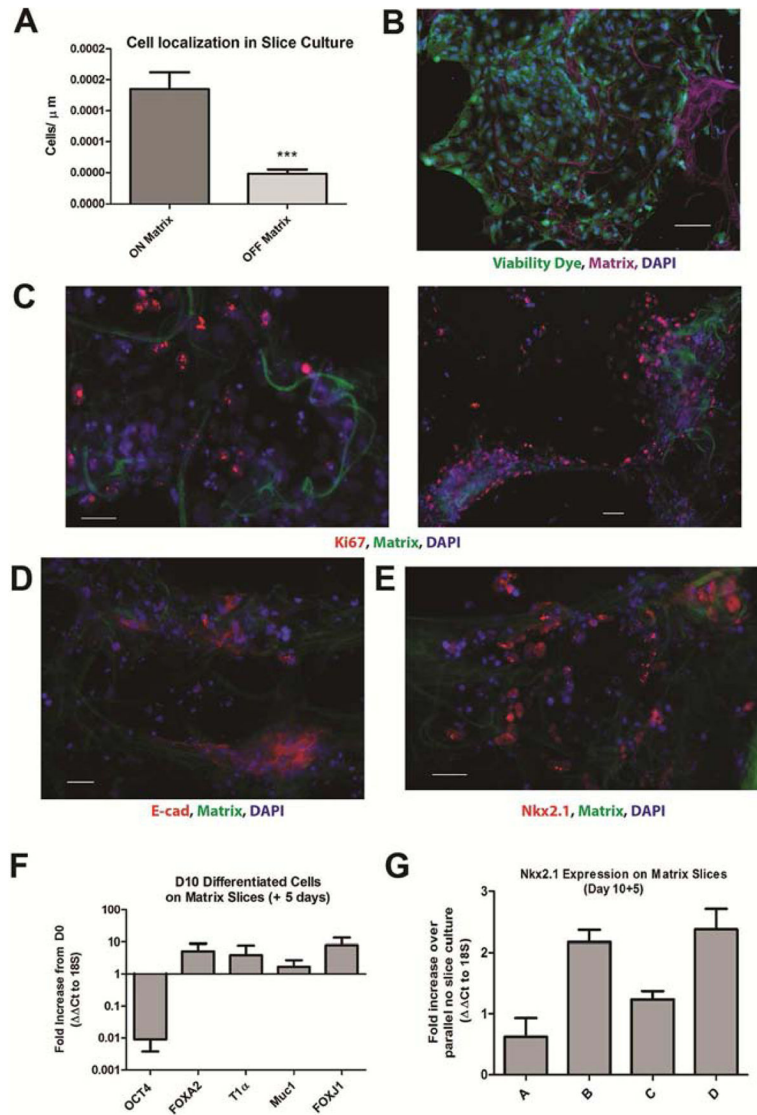 A
Cell localization in Slice Culture
Cells/ μ m
0.0002
0.0002
0.0001
0.0001
0.0000
0.0000
***
ON Matrix
OFF Matrix
B
Viability Dye, Matrix, DAPI
C
Ki67, Matrix, DAPI
D
E-cad, Matrix, DAPI
E
Nkx2.1, Matrix, DAPI
F
D10 Differentiated Cells
on Matrix Slices (+ 5 days)
Fold Increase from D0
(ΔΔCt to 18S)
100
10
1
0.1
0.01
0.001
OCT4
FOXA2
T1α
Muc1
FOXJ1
G
Nkx2.1 Expression on Matrix Slices
(Day 10+5)
Fold increase over
parallel no slice culture
(ΔΔCt to 18S)
3
2
1
0
A
B
C
D